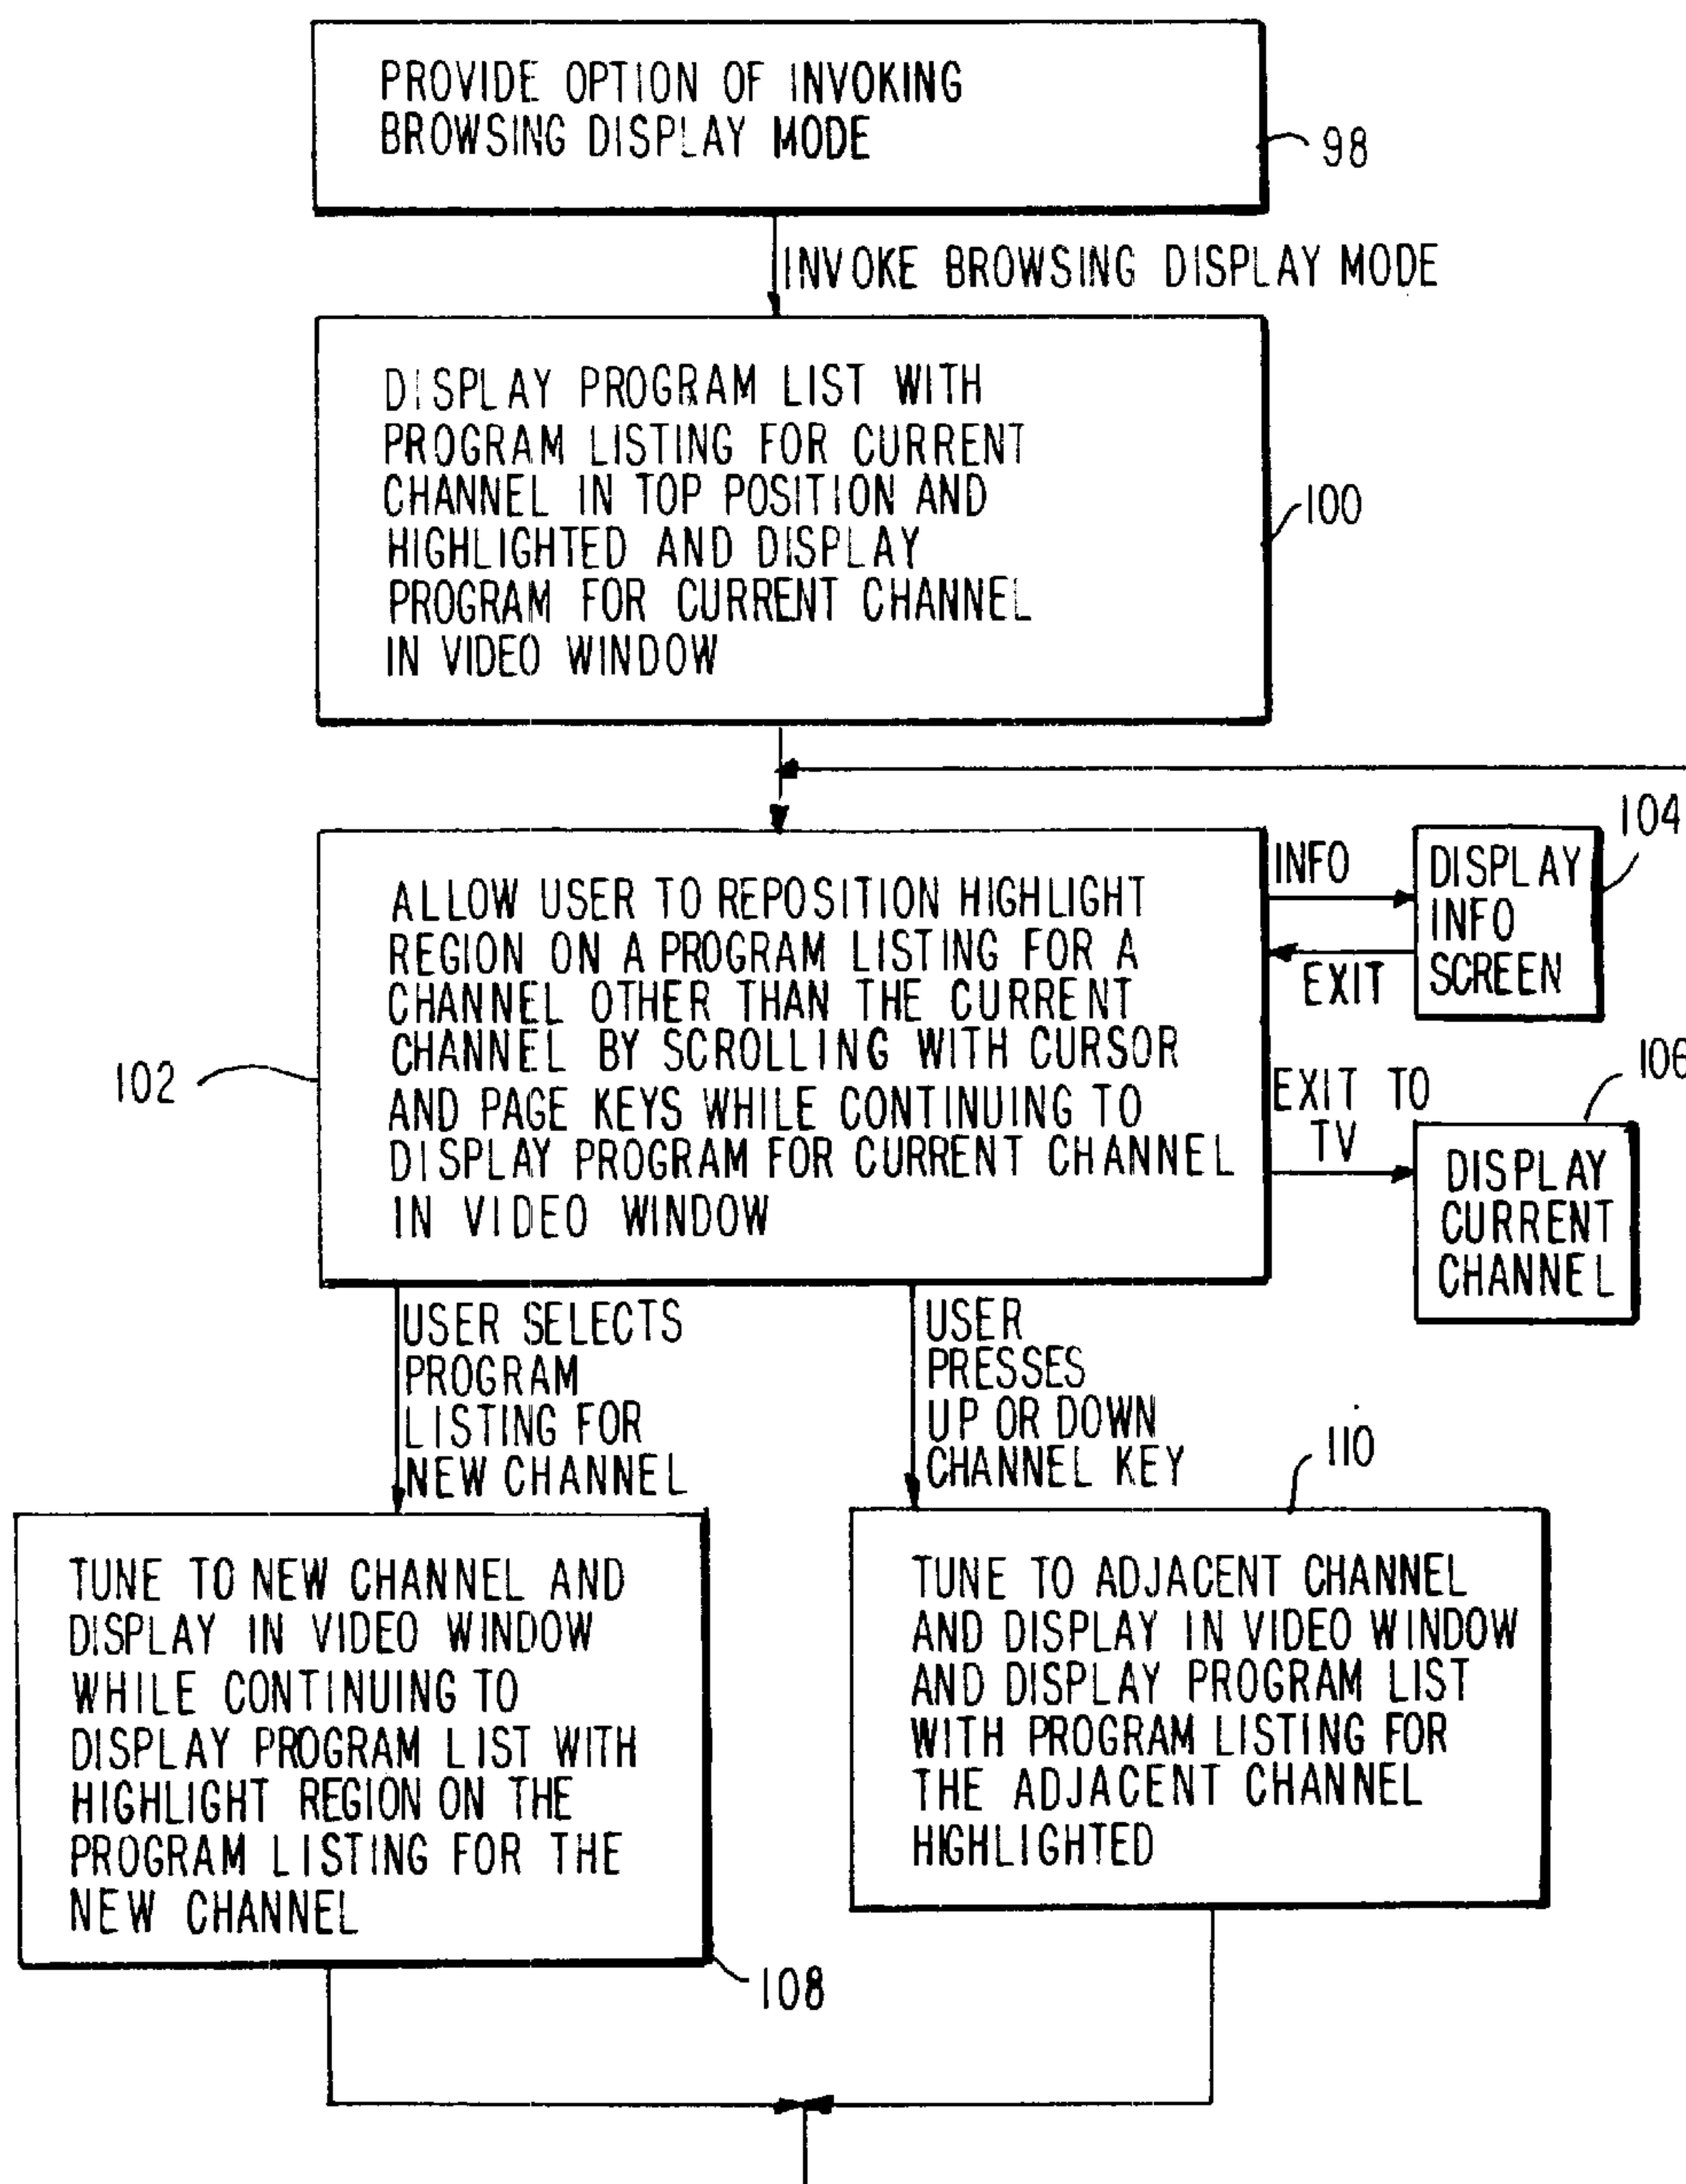 PROVIDE OPTION OF INVOKING
BROWSING DISPLAY MODE
98
INVOKE BROWSING DISPLAY MODE
DISPLAY PROGRAM LIST WITH
PROGRAM LISTING FOR CURRENT
CHANNEL IN TOP POSITION AND
HIGHLIGHTED AND DISPLAY
PROGRAM FOR CURRENT CHANNEL
IN VIDEO WINDOW
100
ALLOW USER TO REPOSITION HIGHLIGHT
REGION ON A PROGRAM LISTING FOR A
CHANNEL OTHER THAN THE CURRENT
CHANNEL BY SCROLLING WITH CURSOR
AND PAGE KEYS WHILE CONTINUING TO
DISPLAY PROGRAM FOR CURRENT CHANNEL
IN VIDEO WINDOW
102
INFO
EXIT
DISPLAY
INFO
SCREEN
104
EXIT TO
TV
DISPLAY
CURRENT
CHANNEL
106
USER SELECTS
PROGRAM
LISTING FOR
NEW CHANNEL
USER
PRESSES
UP OR DOWN
CHANNEL KEY
TUNE TO NEW CHANNEL AND
DISPLAY IN VIDEO WINDOW
WHILE CONTINUING TO
DISPLAY PROGRAM LIST WITH
HIGHLIGHT REGION ON THE
PROGRAM LISTING FOR THE
NEW CHANNEL
108
TUNE TO ADJACENT CHANNEL
AND DISPLAY IN VIDEO WINDOW
AND DISPLAY PROGRAM LIST
WITH PROGRAM LISTING FOR
THE ADJACENT CHANNEL
HIGHLIGHTED
110